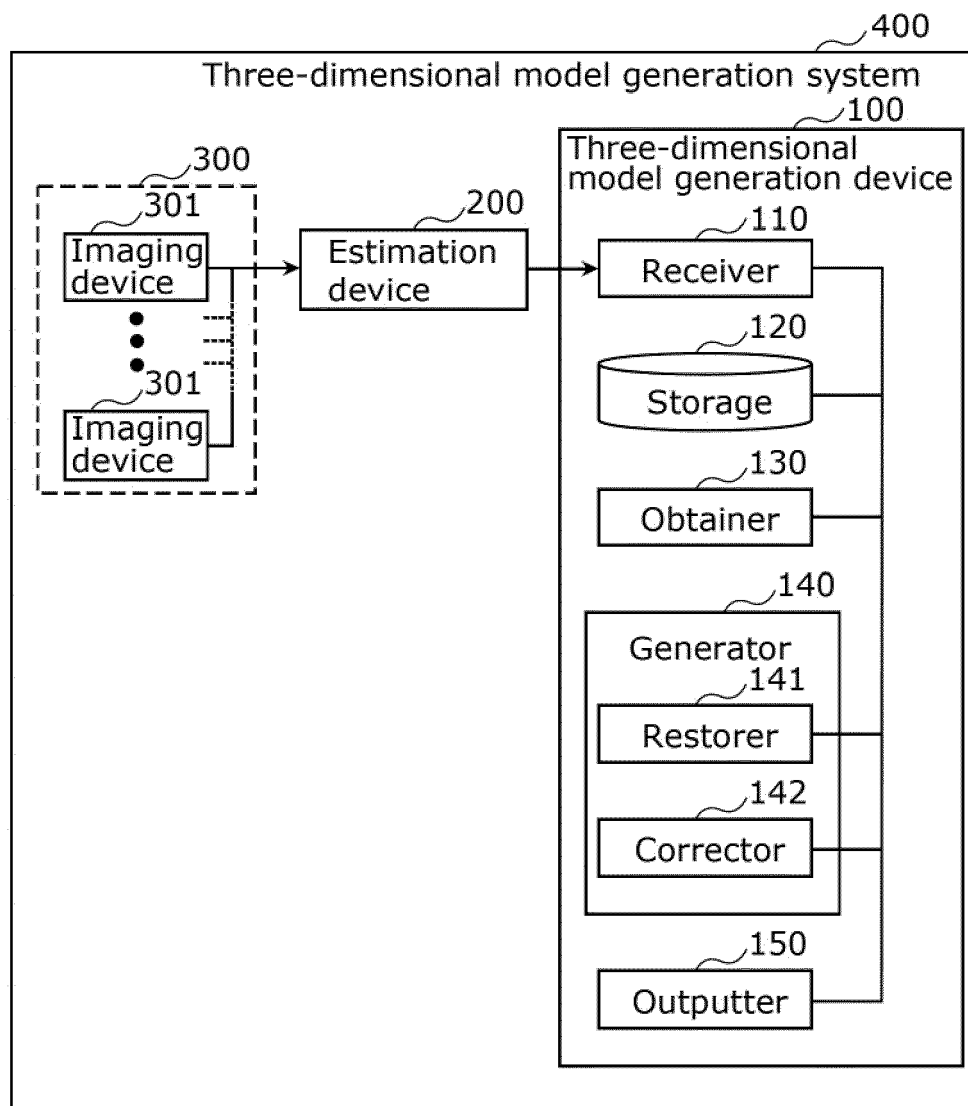 400
Three-dimensional model generation system
100
Three-dimensional
model generation device
300
301
Imaging
device
301
Imaging
device
200
Estimation
device
110
Receiver
120
Storage
130
Obtainer
140
Generator
141
Restorer
142
Corrector
150
Outputter